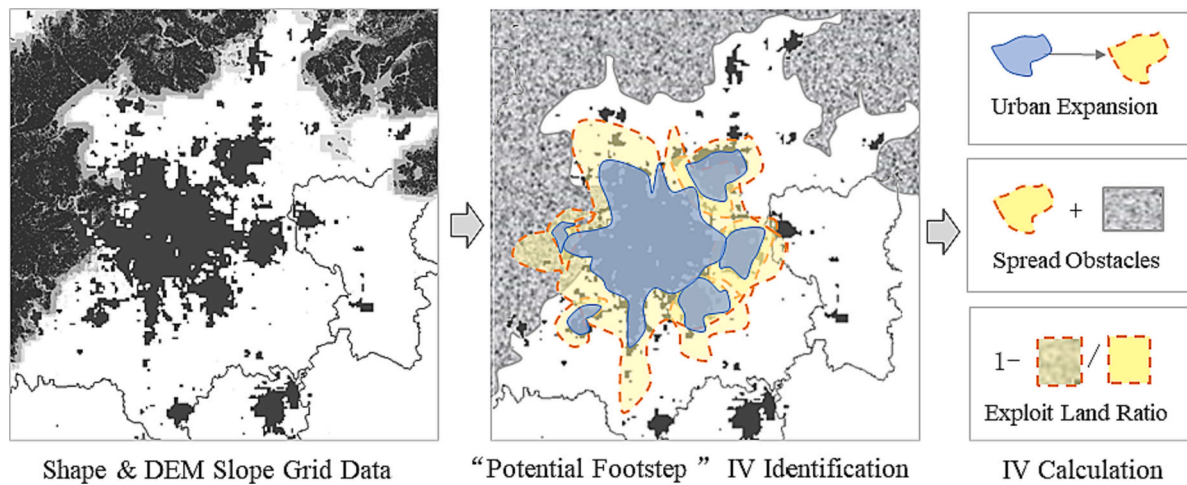 Urban Expansion
+
Spread Obstacles
1- /
Exploit Land Ratio
Shape & DEM Slope Grid Data
“Potential Footstep ” IV Identification
IV Calculation